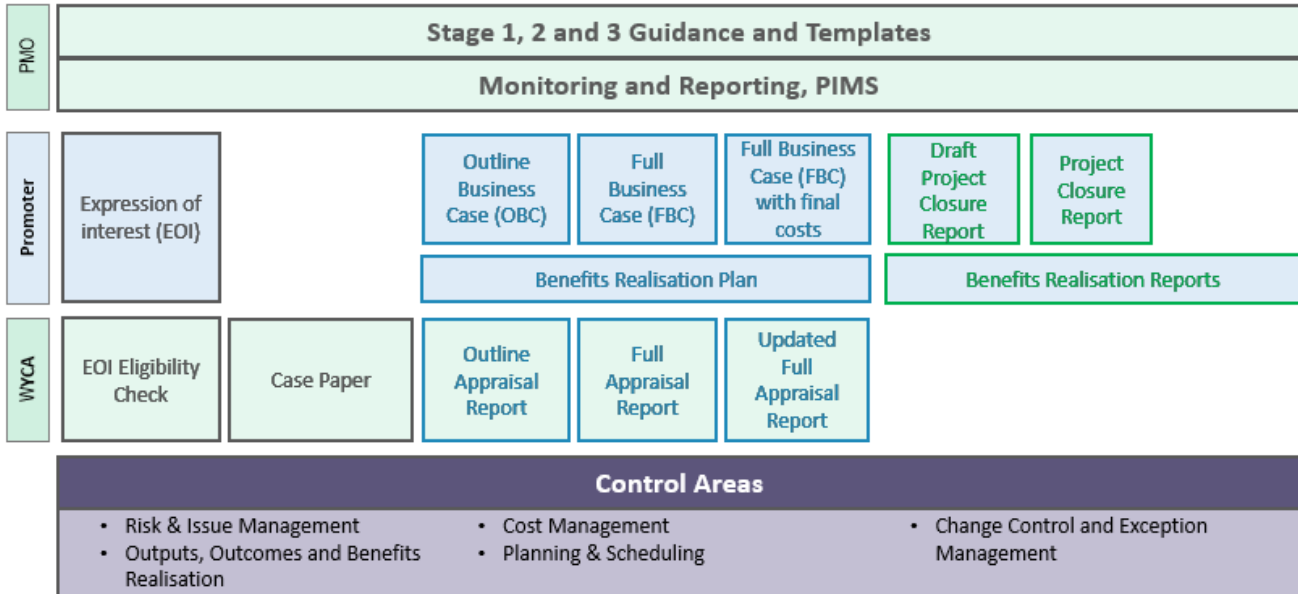 PMO
Stage 1, 2 and 3 Guidance and Templates
Monitoring and Reporting, PIMS
Promoter
Expression of
interest (EOI)
Outline
Business
Case (OBC)
Full
Business
Case (FBC)
Full Business
Case (FBC)
with final
costs
Draft
Project
Closure
Report
Project
Closure
Report
Benefits Realisation Plan
Benefits Realisation Reports
WYCA
EOI Eligibility
Check
Case Paper
Outline
Appraisal
Report
Full
Appraisal
Report
Updated
Full
Appraisal
Report
Control Areas
• Risk & Issue Management
• Outputs, Outcomes and Benefits
Realisation
• Cost Management
• Planning & Scheduling
• Change Control and Exception
Management